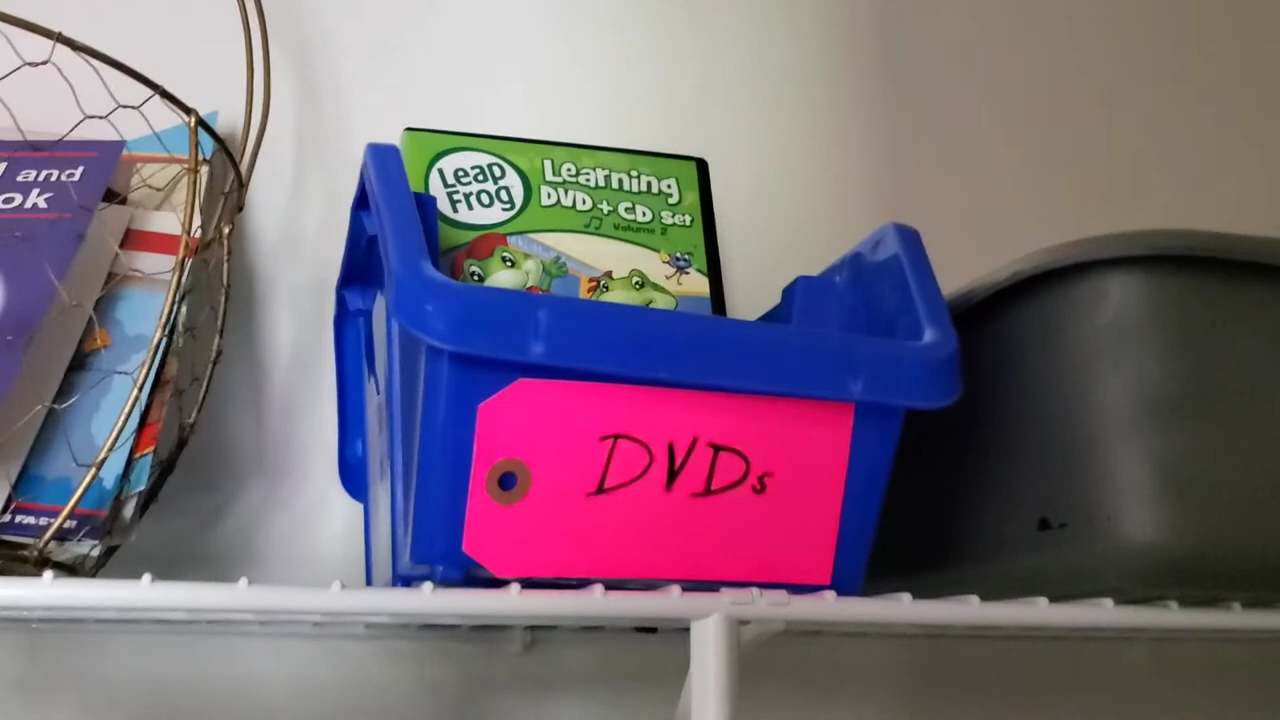 l and
ok
Leap
Frog
Learning
DVD + CD Set
Volume 2
DVDs